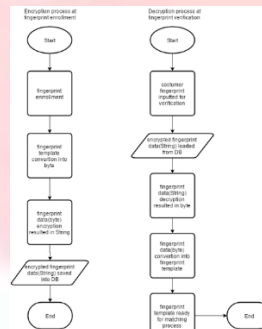 Encryption process at
fingerprint enrollment
Start
fingerprint
enrollment
fingerprint
template
convertion into
byte
fingerprint
data(byte)
encryption
resulted in String
encrypted fingerprint
data(String) saved
into DB
End
Decryption process at
fingerprint verification
Start
costumer
fingerprint
inputted for
verification
encrypted fingerprint
data(String) loaded
from DB
fingerprint
data(String)
decryption
resulted in byte
fingerprint
data (byte)
convertion into
fingerprint
template
fingerprint
template ready
for matching
process
End